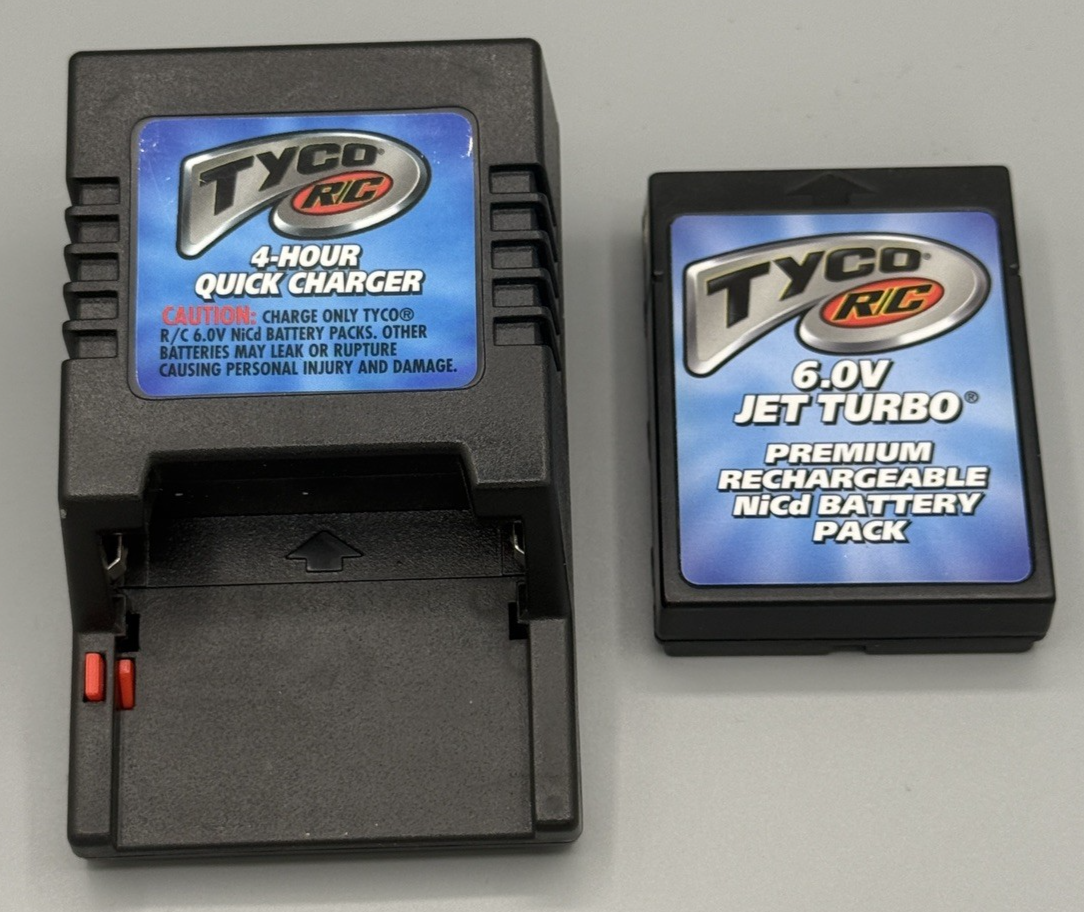 TYCO®
R/C
4-HOUR
QUICK CHARGER
CAUTION: CHARGE ONLY TYCO®
R/C 6.0V NiCd BATTERY PACKS. OTHER
BATTERIES MAY LEAK OR RUPTURE
CAUSING PERSONAL INJURY AND DAMAGE.
TYCO®
R/C
6.0V
JET TURBO®
PREMIUM
RECHARGEABLE
NiCd BATTERY
PACK